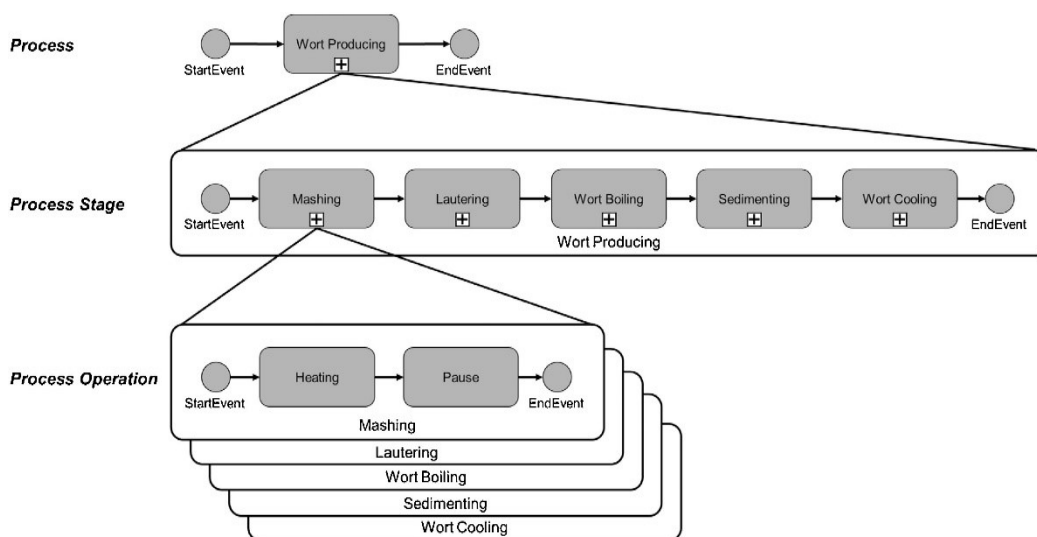 Process
Wort Producing
StartEvent
EndEvent
Process Stage
Mashing
Lautering
Wort Boiling
Sedimenting
Wort Cooling
StartEvent
EndEvent
Wort Producing
Process Operation
Heating
Pause
StartEvent
EndEvent
Mashing
Lautering
Wort Boiling
Sedimenting
Wort Cooling